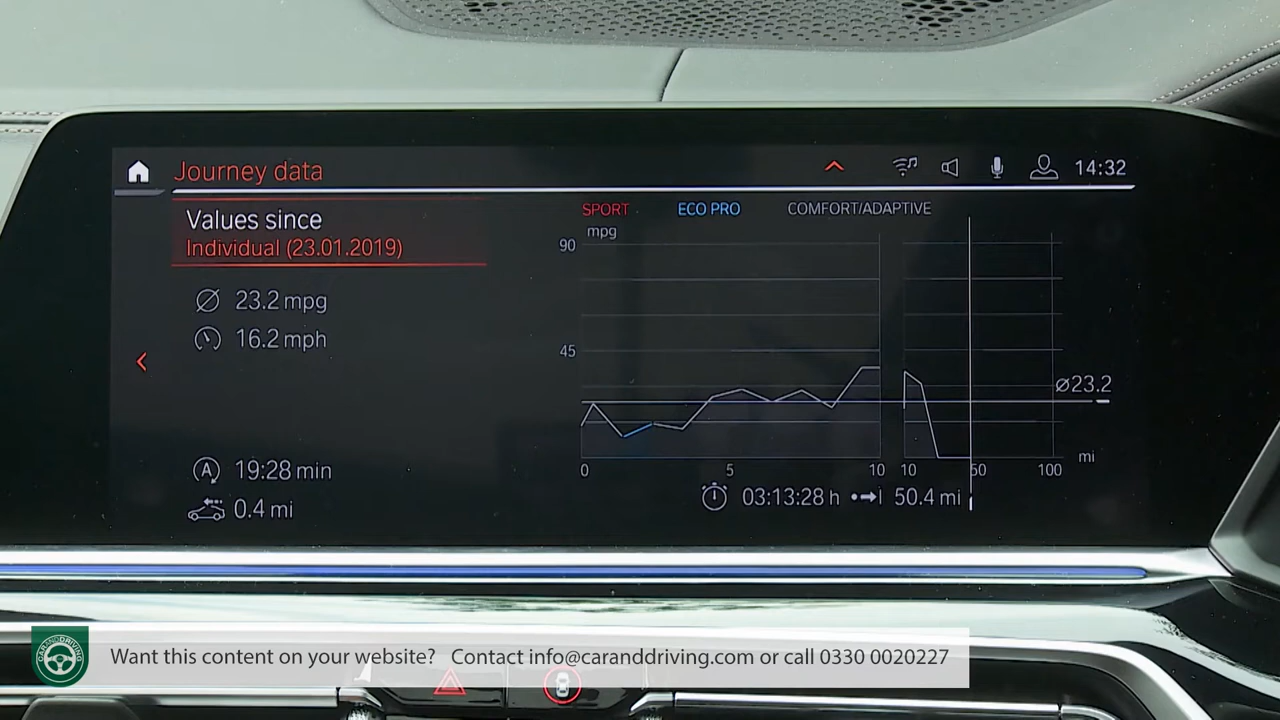 Journey data
14:32
Values since
Individual (23.01.2019)
SPORT ECO PRO COMFORT/ADAPTIVE
mpg
90
23.2 mpg
16.2 mph
45
ø23.2
0 5 10 10 50 100 mi
A 19:28 min
0.4 mi
03:13:28 h 50.4 mi
CARANDDRIVING
Want this content on your website? Contact info@caranddriving.com or call 0330 0020227